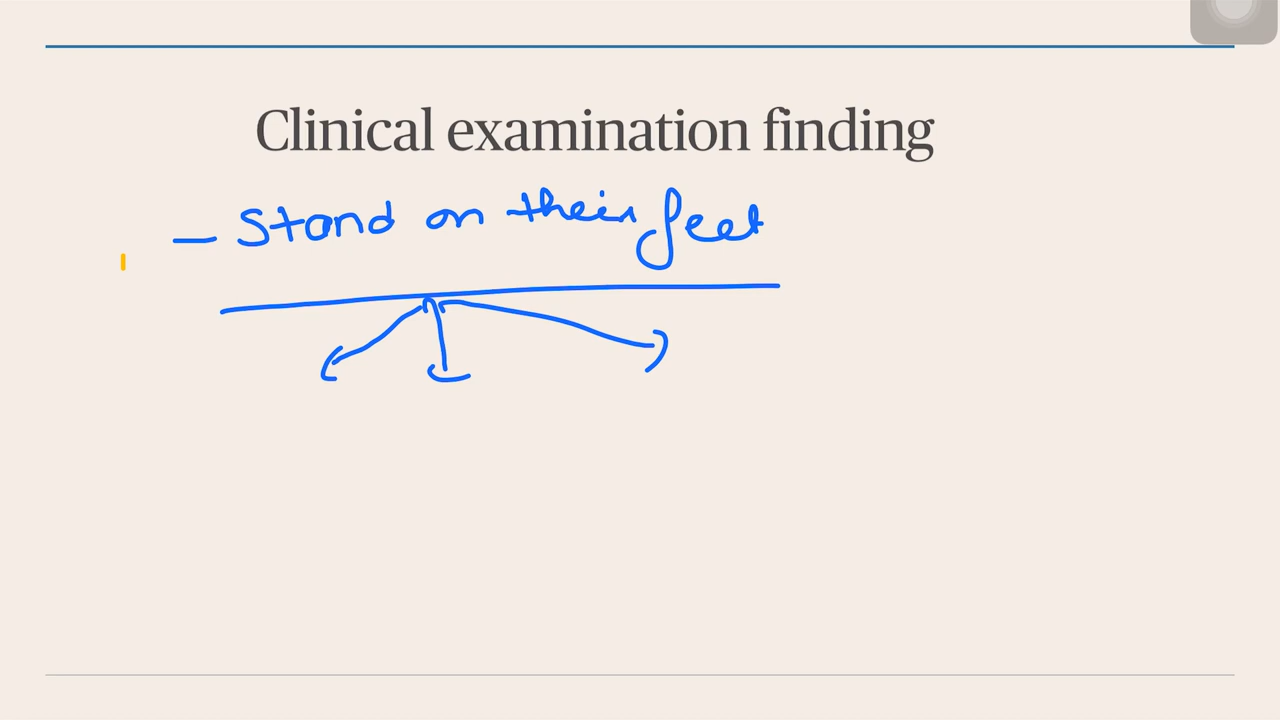 Clinical examination finding
- Stand on their feet